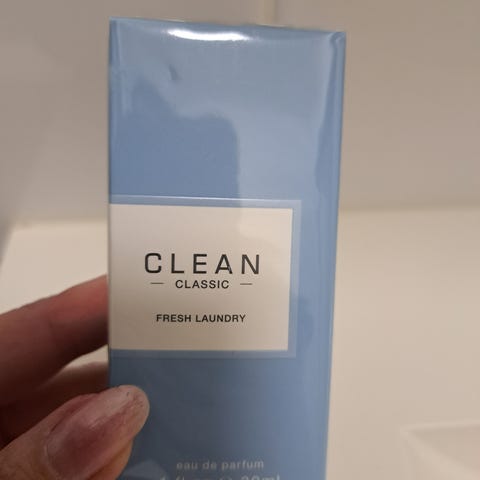 CLEAN
— CLASSIC —
FRESH LAUNDRY
eau de parfum